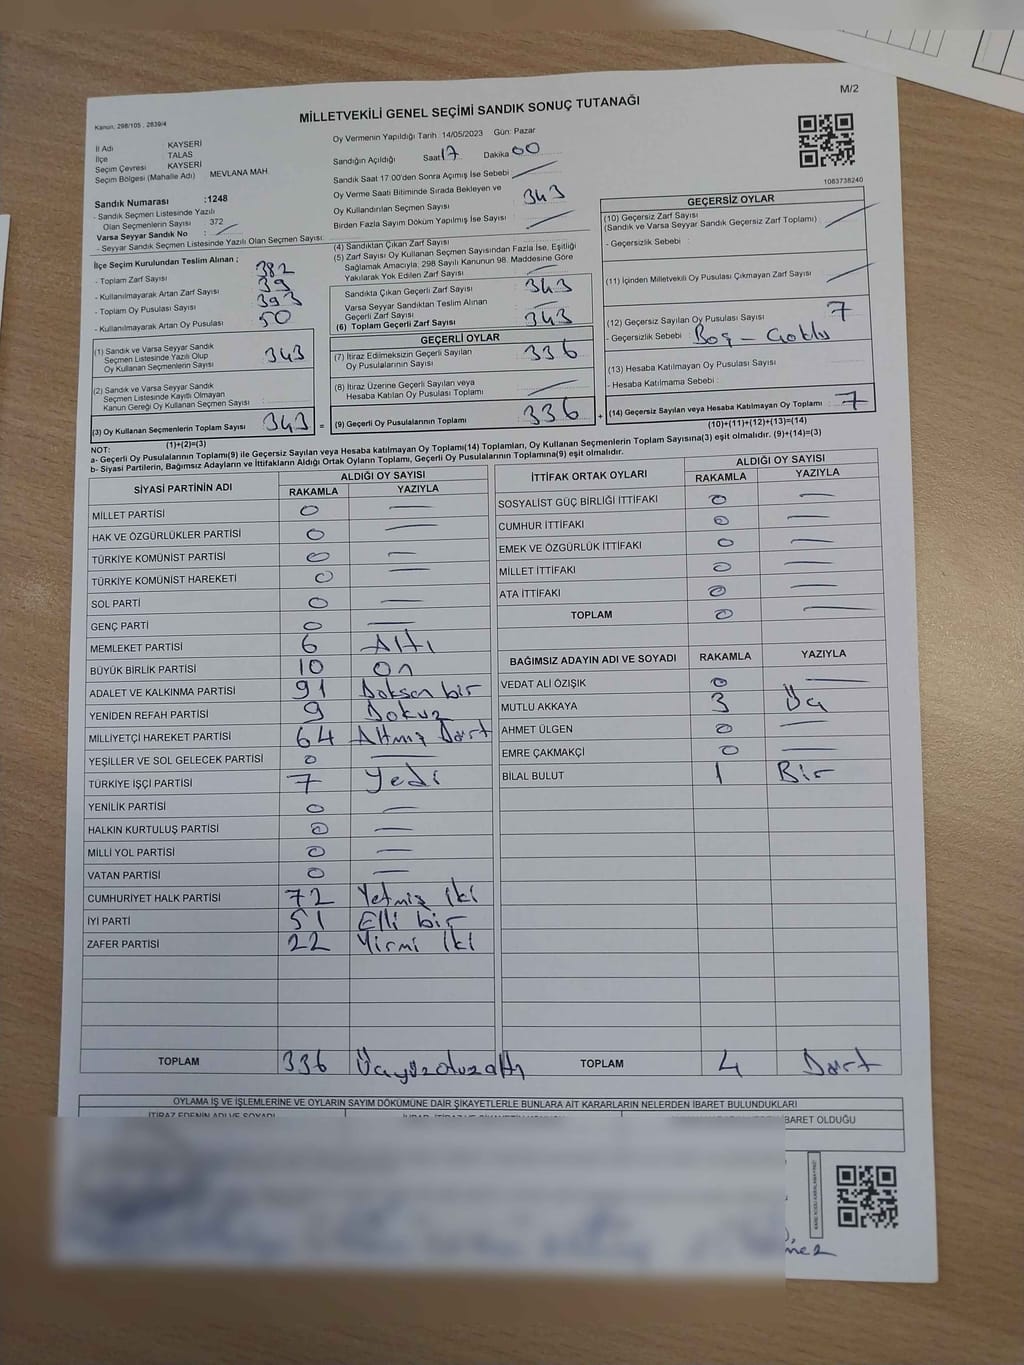 M/2
MİLLETVEKİLİ GENEL SEÇİMİ SANDIK SONUÇ TUTANAĞI
Kanun, 298/105 , 2839/4
İl Adı KAYSERİ
İlçe TALAS
Seçim Çevresi KAYSERİ
Seçim Bölgesi (Mahalle Adı) MEVLANA MAH
Sandık Numarası :1248
- Sandık Seçmen Listesinde Yazılı
Olan Seçmenlerin Sayısı 372
Varsa Seyyar Sandık No :
- Seyyar Sandık Seçmen Listesinde Yazılı Olan Seçmen Sayısı:
İlçe Seçim Kurulundan Teslim Alınan ;
- Toplam Zarf Sayısı 382
- Kullanılmayarak Artan Zarf Sayısı 39
- Toplam Oy Pusulası Sayısı 393
- Kullanılmayarak Artan Oy Pusulası 50
(1) Sandık ve Varsa Seyyar Sandık
Seçmen Listesinde Yazılı Olup
Oy Kullanan Seçmenlerin Sayısı 343
(2) Sandık ve Varsa Seyyar Sandık
Seçmen Listesinde Kayıtlı Olmayan
Kanun Gereği Oy Kullanan Seçmen Sayısı
(3) Oy Kullanan Seçmenlerin Toplam Sayısı 343 =
(1)+(2)=(3)
Oy Vermenin Yapıldığı Tarih 14/05/2023 Gün: Pazar
Sandığın Açıldığı Saat 17 Dakika 00
Sandık Saat 17 00'den Sonra Açımış İse Sebebi
Oy Verme Saati Bitiminde Sırada Bekleyen ve
Oy Kullandırılan Seçmen Sayısı 343
Birden Fazla Sayım Döküm Yapılmış İse Sayısı
(4) Sandıktan Çıkan Zarf Sayısı
(5) Zarf Sayısı Oy Kullanan Seçmen Sayısından Fazla İse, Eşitliği
Sağlamak Amacıyla; 298 Sayılı Kanunun 98. Maddesine Göre
Yakılarak Yok Edilen Zarf Sayısı
Sandıkta Çıkan Geçerli Zarf Sayısı 343
Varsa Seyyar Sandıktan Teslim Alınan
Geçerli Zarf Sayısı
(6) Toplam Geçerli Zarf Sayısı 343
GEÇERLİ OYLAR
(7) İtiraz Edilmeksizin Geçerli Sayılan
Oy Pusulalarının Sayısı 336
(8) İtiraz Üzerine Geçerli Sayılan veya
Hesaba Katılan Oy Pusulası Toplamı
(9) Geçerli Oy Pusulalarının Toplamı 336 +
1083738240
GEÇERSİZ OYLAR
(10) Geçersiz Zarf Sayısı
(Sandık ve Varsa Seyyar Sandık Geçersiz Zarf Toplamı)
- Geçersizlik Sebebi :
(11) İçinden Milletvekili Oy Pusulası Çıkmayan Zarf Sayısı
(12) Geçersiz Sayılan Oy Pusulası Sayısı 7
- Geçersizlik Sebebi : Boş - Çoklu
(13) Hesaba Katılmayan Oy Pusulası Sayısı
- Hesaba Katılmama Sebebi :
(14) Geçersiz Sayılan veya Hesaba Katılmayan Oy Toplamı 7
(10)+(11)+(12)+(13)=(14)
NOT:
a- Geçerli Oy Pusulalarının Toplamı(9) ile Geçersiz Sayılan veya Hesaba Katılmayan Oy Toplamı(14) Toplamları, Oy Kullanan Seçmenlerin Toplam Sayısına(3) eşit olmalıdır. (9)+(14)=(3)
b- Siyasi Partilerin, Bağımsız Adayların ve İttifakların Aldığı Ortak Oyların Toplamı, Geçerli Oy Pusulalarının Toplamına(9) eşit olmalıdır.
SİYASİ PARTİNİN ADI ALDIĞI OY SAYISI
RAKAMLA YAZIYLA
MİLLET PARTİSİ 0 —
HAK VE ÖZGÜRLÜKLER PARTİSİ 0 —
TÜRKİYE KOMÜNİST PARTİSİ 0 —
TÜRKİYE KOMÜNİST HAREKETİ 0 —
SOL PARTİ 0 —
GENÇ PARTİ 0 —
MEMLEKET PARTİSİ 6 Altı
BÜYÜK BİRLİK PARTİSİ 10 On
ADALET VE KALKINMA PARTİSİ 91 Doksan bir
YENİDEN REFAH PARTİSİ 9 Dokuz
MİLLİYETÇİ HAREKET PARTİSİ 64 Altmış Dört
YEŞİLLER VE SOL GELECEK PARTİSİ 0 —
TÜRKİYE İŞÇİ PARTİSİ 7 Yedi
YENİLİK PARTİSİ 0 —
HALKIN KURTULUŞ PARTİSİ 0 —
MİLLİ YOL PARTİSİ 0 —
VATAN PARTİSİ 0 —
CUMHURİYET HALK PARTİSİ 72 Yetmiş iki
İYİ PARTİ 51 Elli bir
ZAFER PARTİSİ 22 Yirmi iki
TOPLAM 336 Üçyüzotuzaltı
İTTİFAK ORTAK OYLARI ALDIĞI OY SAYISI
RAKAMLA YAZIYLA
SOSYALİST GÜÇ BİRLİĞİ İTTİFAKI 0 —
CUMHUR İTTİFAKI 0 —
EMEK VE ÖZGÜRLÜK İTTİFAKI 0 —
MİLLET İTTİFAKI 0 —
ATA İTTİFAKI 0 —
TOPLAM 0 —
BAĞIMSIZ ADAYIN ADI VE SOYADI RAKAMLA YAZIYLA
VEDAT ALİ ÖZIŞIK 0 —
MUTLU AKKAYA 3 Üç
AHMET ÜLGEN 0 —
EMRE ÇAKMAKÇİ 0 —
BİLAL BULUT 1 Bir
TOPLAM 4 Dört
OYLAMA İŞ VE İŞLEMLERİNE VE OYLARIN SAYIM DÖKÜMÜNE DAİR ŞİKAYETLERLE BUNLARA AİT KARARLARIN NELERDEN İBARET BULUNDUKLARI
İTİRAZ EDENİN ADI VE SOYADI
İBARET OLDUĞU